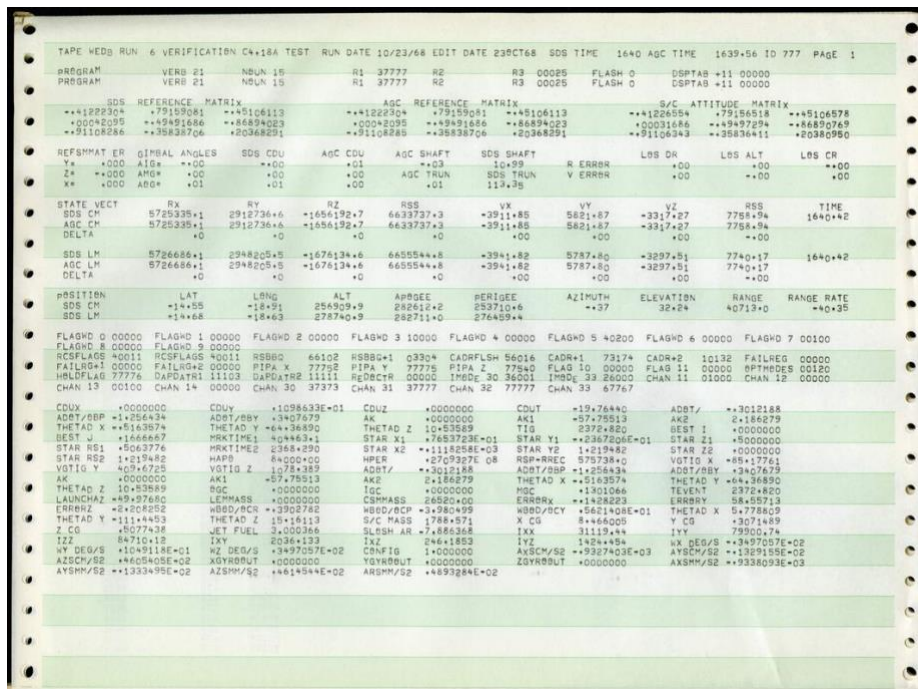 TAPE WEDB RUN 6 VERIFICATION C4+18A TEST RUN DATE 10/23/68 EDIT DATE 23OCT68 SDS TIME 1640 AGC TIME 1639+56 ID 777 PAGE 1
PROGRAM VERB 21 NOUN 15 R1 37777 R2 R3 00025 FLASH 0 DSPTAB +11 00000
PROGRAM VERB 21 NOUN 15 R1 37777 R2 R3 00025 FLASH 0 DSPTAB +11 00000
SDS REFERENCE MATRIX AGC REFERENCE MATRIX S/C ATTITUDE MATRIX
-.41222304 .79159081 -.45106113 -.41222304 .79159081 -.45106113 -.41226554 .79156518 -.45106578
.00042095 -.49491686 -.86894023 .00042095 -.49491686 -.86894023 .00031686 -.49497294 -.86890769
-.91108286 -.35838706 .20368291 -.91108285 -.35838706 .20368291 -.91106343 -.35836411 .20380950
REFSMMAT ER GIMBAL ANGLES SDS CDU AGC CDU AGC SHAFT SDS SHAFT LOS DR LOS ALT LOS CR
Y= .000 AIG= -.00 .00 .01 -.03 10.99 R ERROR .00 .00 -.00
Z= -.000 AMG= .00 .00 .00 AGC TRUN SDS TRUN V ERROR .00 .00 .00
X= .000 AOG= .01 .01 .00 .01 113.35
STATE VECT RX RY RZ RSS VX VY VZ RSS TIME
SDS CM 5725335.1 2912736.6 -1656192.7 6633737.3 -3911.85 5821.87 -3317.27 7758.94 1640.42
AGC CM 5725335.1 2912736.6 -1656192.7 6633737.3 -3911.85 5821.87 -3317.27 7758.94
DELTA .0 .0 .0 .0 .00 .00 -.00 -.00
SDS LM 5726686.1 2948205.5 -1676134.6 6655544.8 -3941.82 5787.80 -3297.51 7740.17 1640.42
AGC LM 5726686.1 2948205.5 -1676134.6 6655544.8 -3941.82 5787.80 -3297.51 7740.17
DELTA .0 .0 .0 .0 .00 .00 .00 .00
POSITION LAT LONG ALT APOGEE PERIGEE AZIMUTH ELEVATION RANGE RANGE RATE
SDS CM -14.55 -18.91 256909.9 282612.2 253710.6 -.37 32.24 40713.0 -40.35
SDS LM -14.68 -18.63 278740.9 282711.0 276459.4
FLAGWD 0 00000 FLAGWD 1 00000 FLAGWD 2 00000 FLAGWD 3 10000 FLAGWD 4 00000 FLAGWD 5 40200 FLAGWD 6 00000 FLAGWD 7 00100
FLAGWD 8 00000 FLAGWD 9 00000
RCSFLAGS 40011 RCSFLAGS 40011 RSBBQ 66102 RSBBQ+1 03304 CADRFLSH 56016 CADR+1 73174 CADR+2 10132 FAILREG 00000
FAILRG+1 00000 FAILRG+2 00000 PIPA X 77752 PIPA Y 77775 PIPA Z 77540 FLAG 10 00000 FLAG 11 00000 OPTMODES 00120
HOLDFLAG 77776 DAPDATR1 11103 DAPDATR2 11111 REDOCTR 00000 IMODE 30 36001 IMODE 33 26000 CHAN 11 01000 CHAN 12 00000
CHAN 13 00100 CHAN 14 00000 CHAN 30 37373 CHAN 31 37777 CHAN 32 77777 CHAN 33 67767
CDUX .0000000 CDUY .1098633E-01 CDUZ .0000000 CDUT -19.76440 ADOT/ -.3012188
ADOT/OOP -1.256434 ADOT/OOY .3407679 AK .0000000 AK1 -57.75513 AK2 2.186279
THETAD X .5163574 THETAD Y -64.36890 THETAD Z 10.53589 TIG 2372.820 BEST I .0000000
BEST J .1666667 MRKTIME1 404463.1 STAR X1 .7653723E-01 STAR Y1 -.2367206E-01 STAR Z1 .5000000
STAR RS1 .5063776 MRKTIME2 2368.290 STAR X2 -.1118258E-03 STAR Y2 1.219482 STAR Z2 .0000000
STAR RS2 1.219482 HAPO 84000.00 HPER .2709327E 08 RSP-RREC 575738.0 VGTIG X -85.17761
VGTIG Y 409.6725 VGTIG Z 1078.389 ADOT/ -.3012188 ADOT/OOP -1.256434 ADOT/OOY .3407679
AK .0000000 AK1 -57.75513 AK2 2.186279 THETAD X .5163574 THETAD Y -64.36890
THETAD Z 10.53589 OGC .0000000 IGC .0000000 MGC .1301066 TEVENT 2372.820
LAUNCHAZ -49.97680 LEMMASS .0000000 CSMMASS 26520.00 ERRORX -.1428223 ERRORY 58.55713
ERRORZ -2.208252 WBOD/OCR -.3902782 WBOD/OCP -3.980499 WBOD/OCY .5621408E-01 THETAD X 5.778809
THETAD Y -111.4453 THETAD Z 15.16113 S/C MASS 1788.571 X CG 8.466005 Y CG .3071489
Z CG .5077438 JET FUEL 3.000366 SLOSH AR -7.886368 IXX 31119.44 IYY 79900.74
IZZ 84710.12 IXY 2036.133 IXZ 246.1853 IYZ 1424.454 WX DEG/S -.3497057E-02
WY DEG/S .1049118E-01 WZ DEG/S .3497057E-02 CONFIG 1.000000 AXSCM/S2 -.9327403E-03 AYSCM/S2 -.1329155E-02
AZSCM/S2 .4605405E-02 XGYROOUT .0000000 YGYROOUT .0000000 ZGYROOUT .0000000 AXSMM/S2 -.9338093E-03
AYSMM/S2 -.1333495E-02 AZSMM/S2 .4614544E-02 ARSMM/S2 .4893284E-02